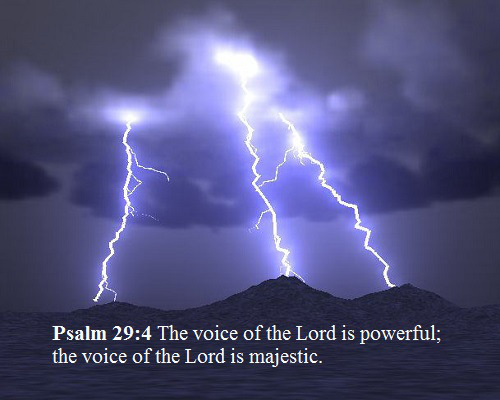 Psalm 29:4 The voice of the Lord is powerful;
the voice of the Lord is majestic.